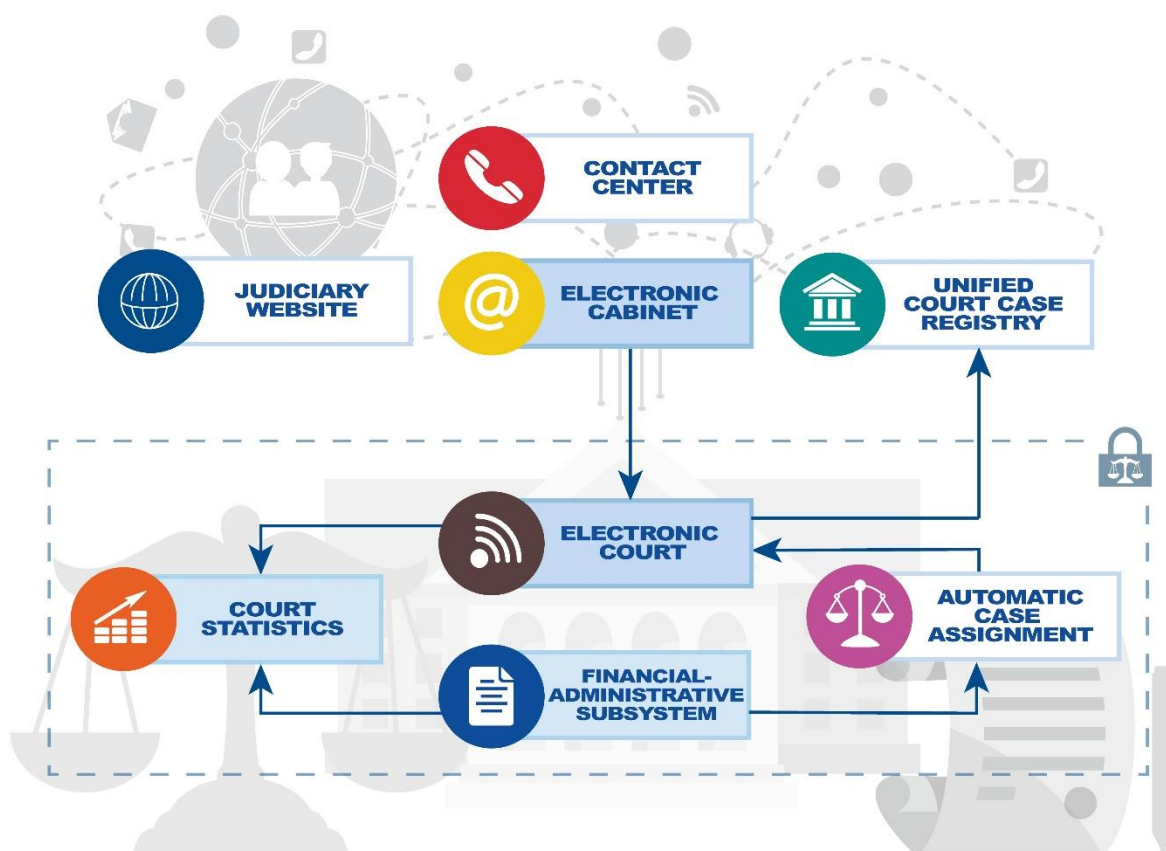 CONTACT
CENTER
JUDICIARY
WEBSITE
@
ELECTRONIC
CABINET
UNIFIED
COURT CASE
REGISTRY
ELECTRONIC
COURT
COURT
STATISTICS
AUTOMATIC
CASE
ASSIGNMENT
FINANCIAL-
ADMINISTRATIVE
SUBSYSTEM